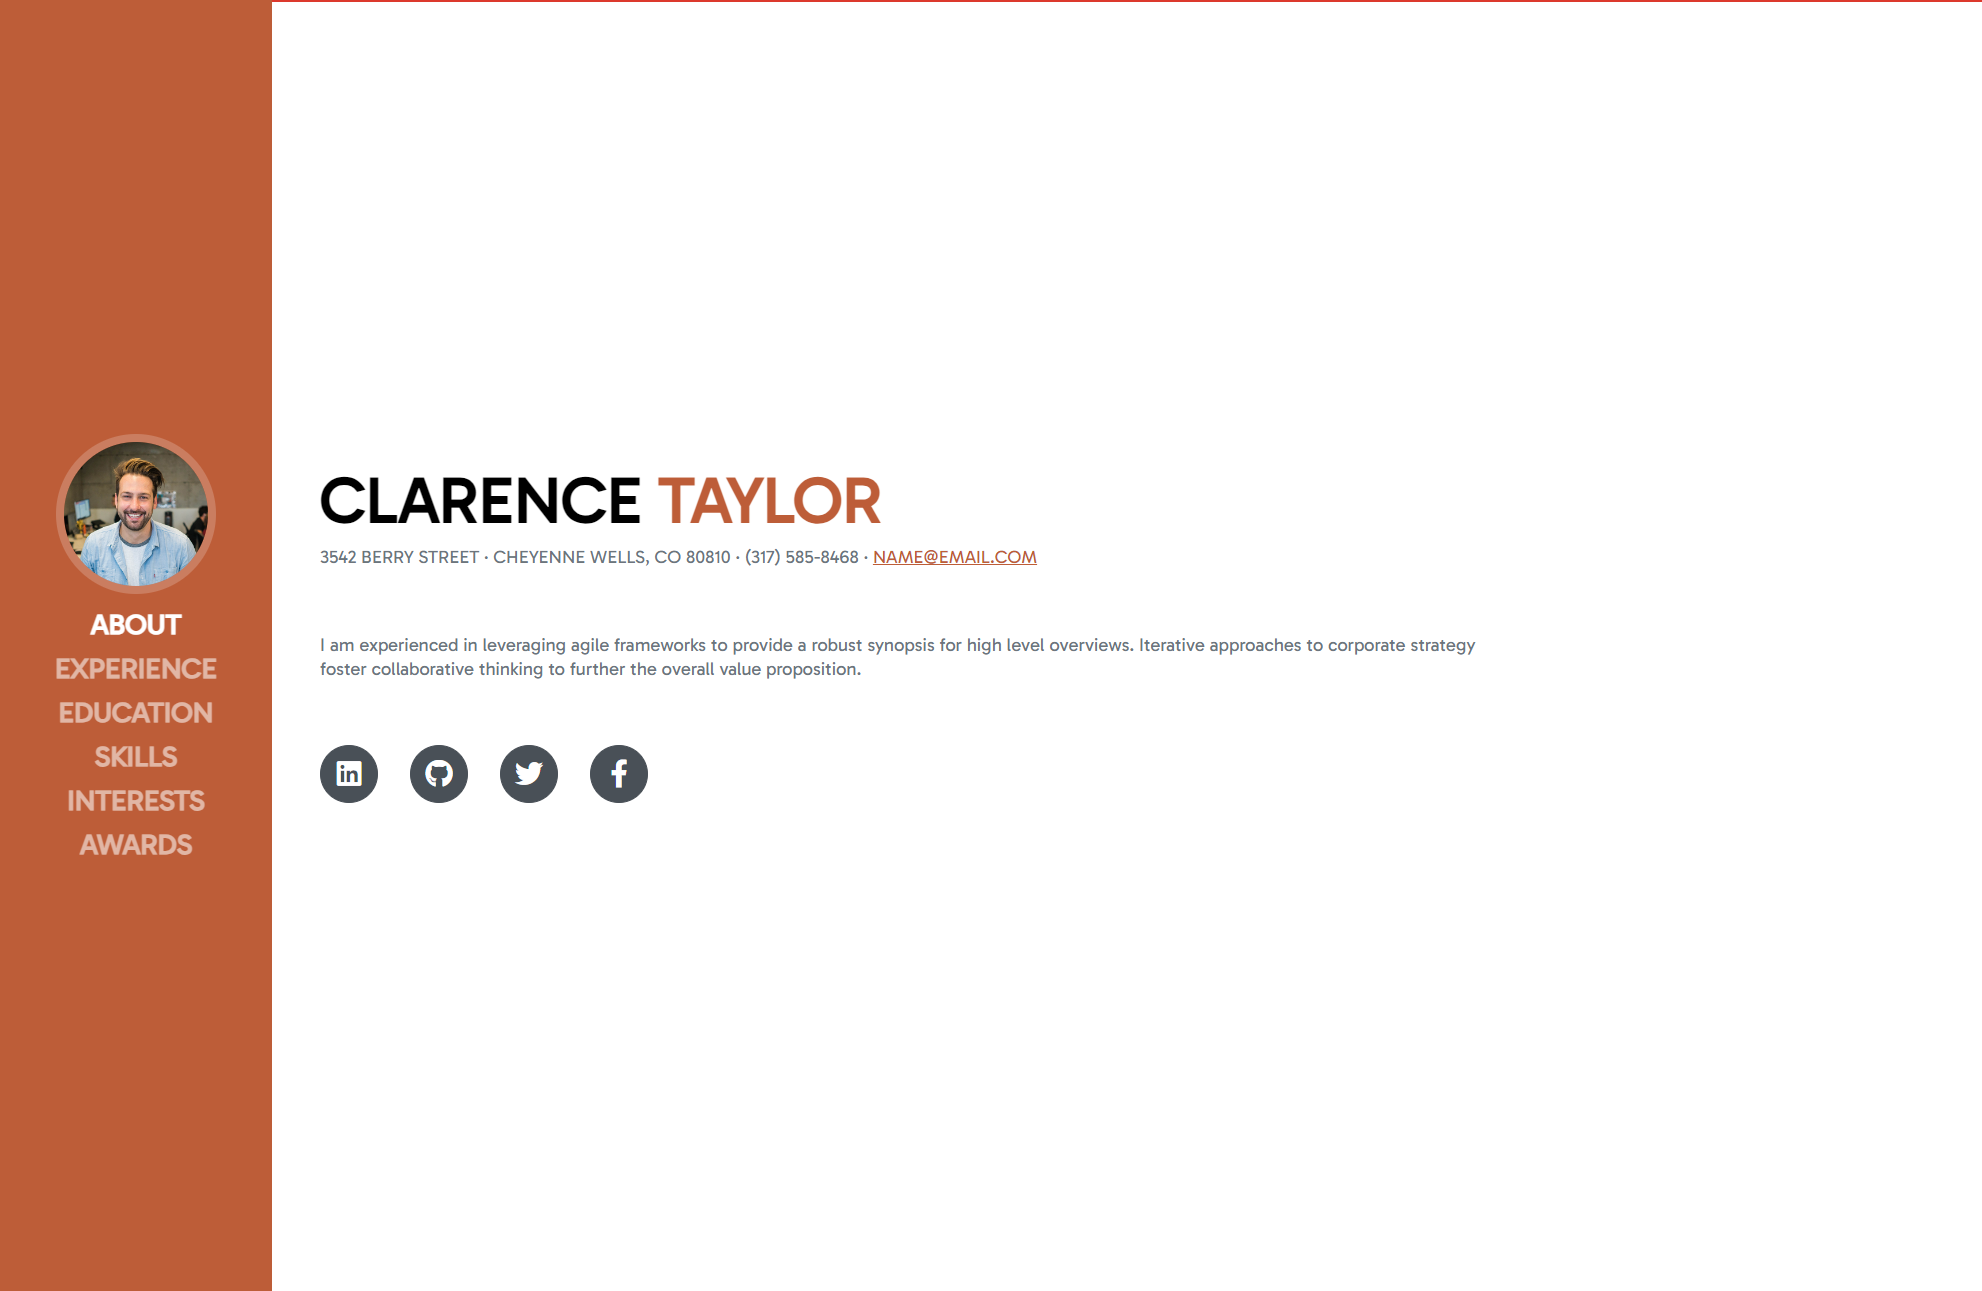 ABOUT
EXPERIENCE
EDUCATION
SKILLS
INTERESTS
AWARDS
CLARENCE TAYLOR
3542 BERRY STREET · CHEYENNE WELLS, CO 80810 · (317) 585-8468 · NAME@EMAIL.COM
I am experienced in leveraging agile frameworks to provide a robust synopsis for high level overviews. Iterative approaches to corporate strategy
foster collaborative thinking to further the overall value proposition.